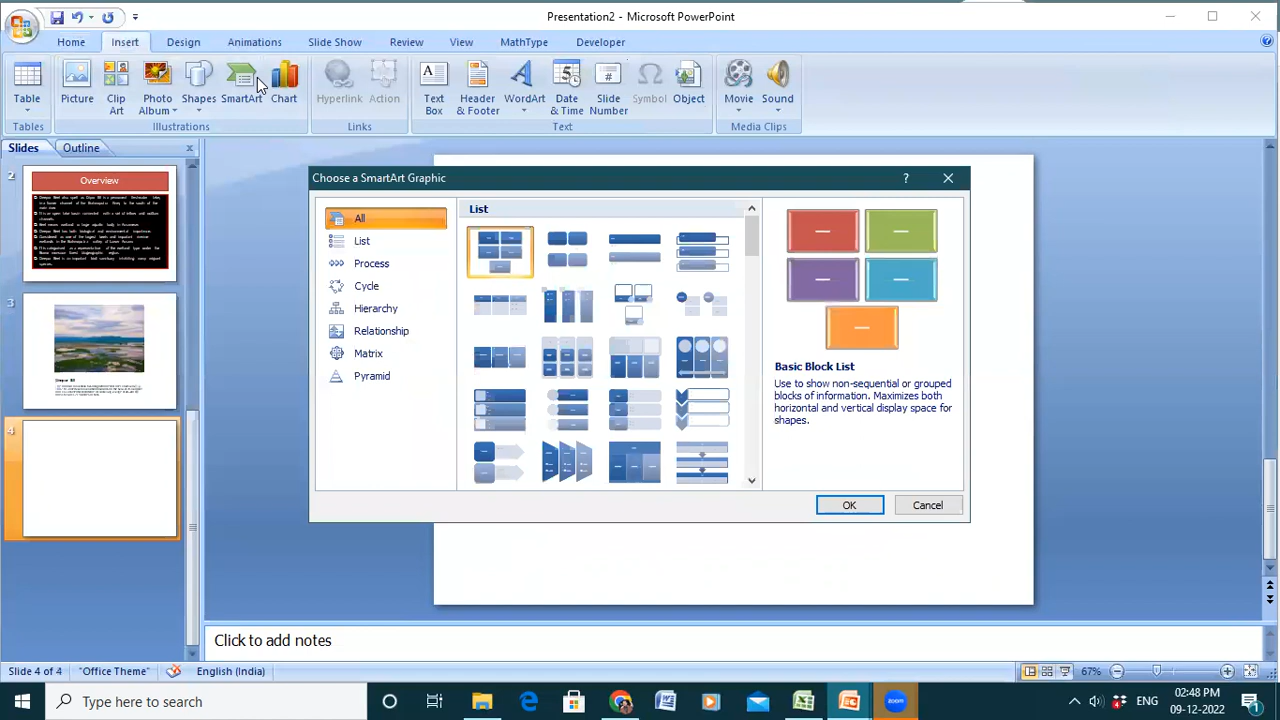 Presentation2 - Microsoft PowerPoint
Home Insert Design Animations Slide Show Review View MathType Developer
Table Picture Clip Art Photo Album Shapes SmartArt Chart Hyperlink Action Text Box Header & Footer WordArt Date & Time Slide Number Symbol Object Movie Sound
Tables Illustrations Links Text Media Clips
Slides Outline
2
Overview
3
4
Choose a SmartArt Graphic
All
List
Process
Cycle
Hierarchy
Relationship
Matrix
Pyramid
List
Basic Block List
Use to show non-sequential or grouped
blocks of information. Maximizes both
horizontal and vertical display space for
shapes.
OK Cancel
Click to add notes
Slide 4 of 4 "Office Theme" English (India) 67%
Type here to search
zoom
ENG
02:48 PM
09-12-2022
1